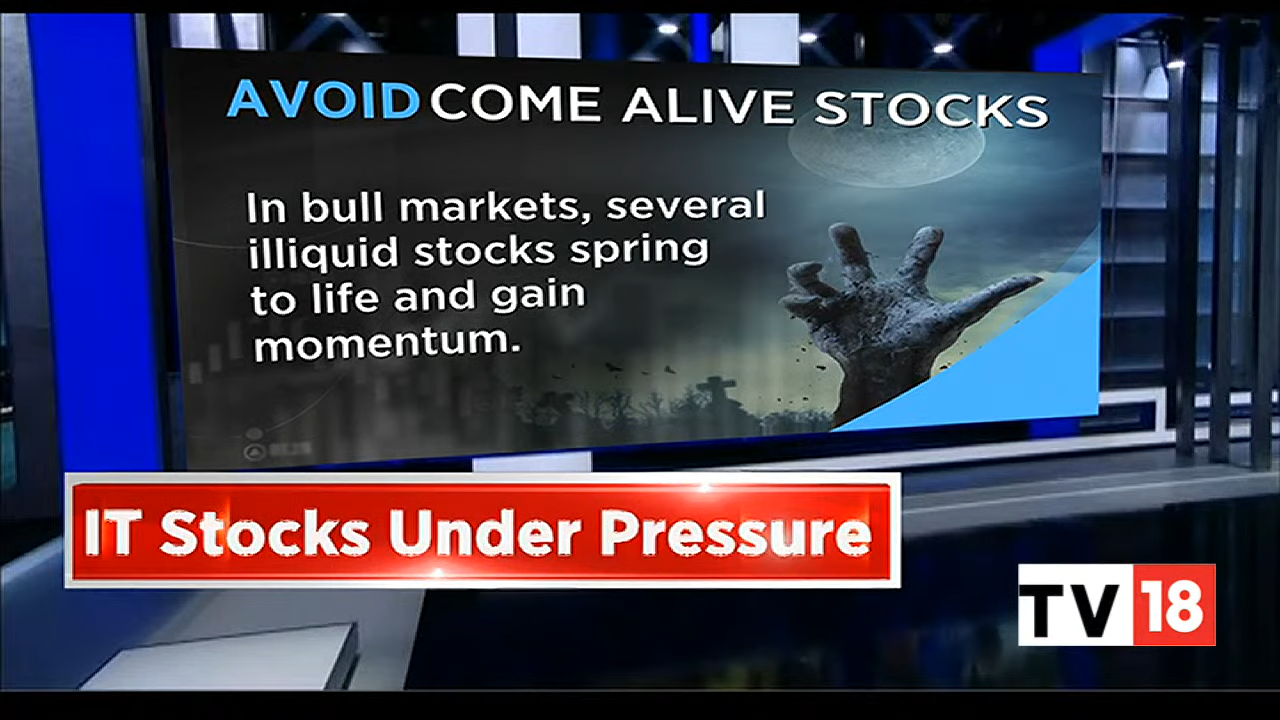 AVOID COME ALIVE STOCKS
In bull markets, several
illiquid stocks spring
to life and gain
momentum.
IT Stocks Under Pressure
TV18